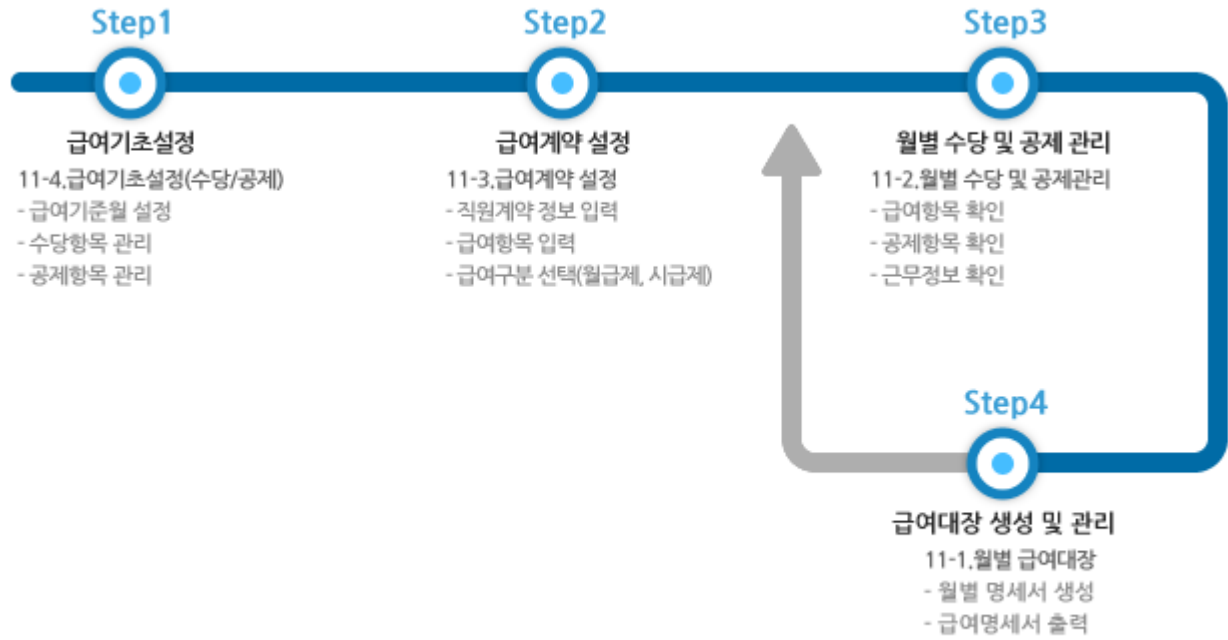 Step1
급여기초설정
11-4.급여기초설정(수당/공제)
- 급여기준월 설정
- 수당항목 관리
- 공제항목 관리
Step2
급여계약 설정
11-3.급여계약 설정
- 직원계약 정보 입력
- 급여항목 입력
- 급여구분 선택(월급제, 시급제)
Step3
월별 수당 및 공제 관리
11-2.월별 수당 및 공제관리
- 급여항목 확인
- 공제항목 확인
- 근무정보 확인
Step4
급여대장 생성 및 관리
11-1.월별 급여대장
- 월별 명세서 생성
- 급여명세서 출력